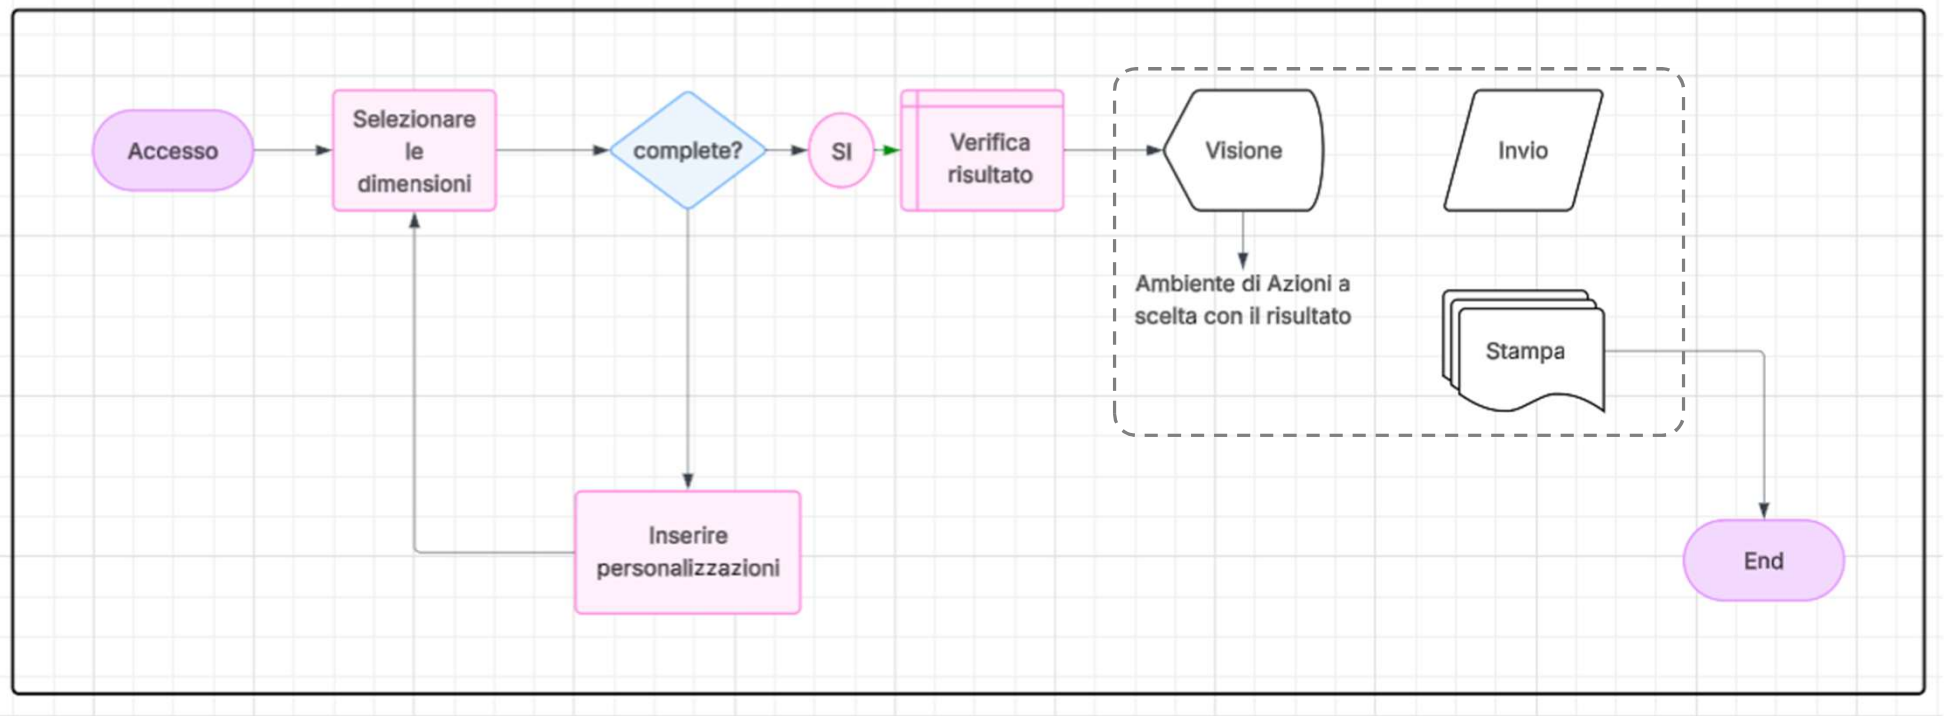 Accesso
Selezionare
le
dimensioni
complete?
SI
Verifica
risultato
Visione
Invio
Ambiente di Azioni a
scelta con il risultato
Stampa
Inserire
personalizzazioni
End